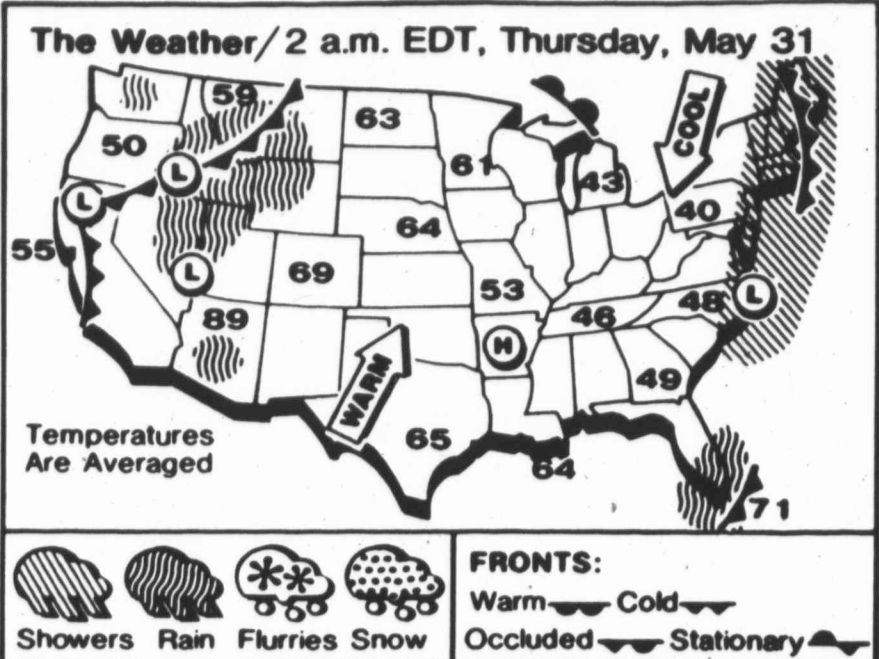 The Weather/2 a.m. EDT, Thursday, May 31
59
50
63
COOL
61
43
L
L
40
55
64
L
69
53
48
L
89
46
H
WARM
49
Temperatures
Are Averaged
65
64
71
Showers Rain Flurries Snow
FRONTS:
Warm Cold
Occluded Stationary